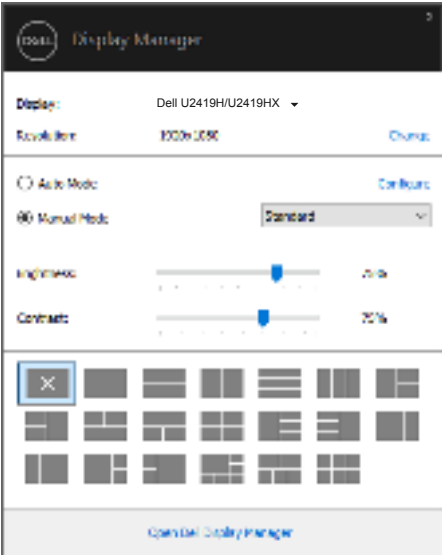 DELL Display Manager
Display: Dell U2419H/U2419HX
Resolution: 1920x1080 Change
Auto Mode Configure
Manual Mode Standard
Brightness: 75%
Contrast: 75%
Open Dell Display Manager